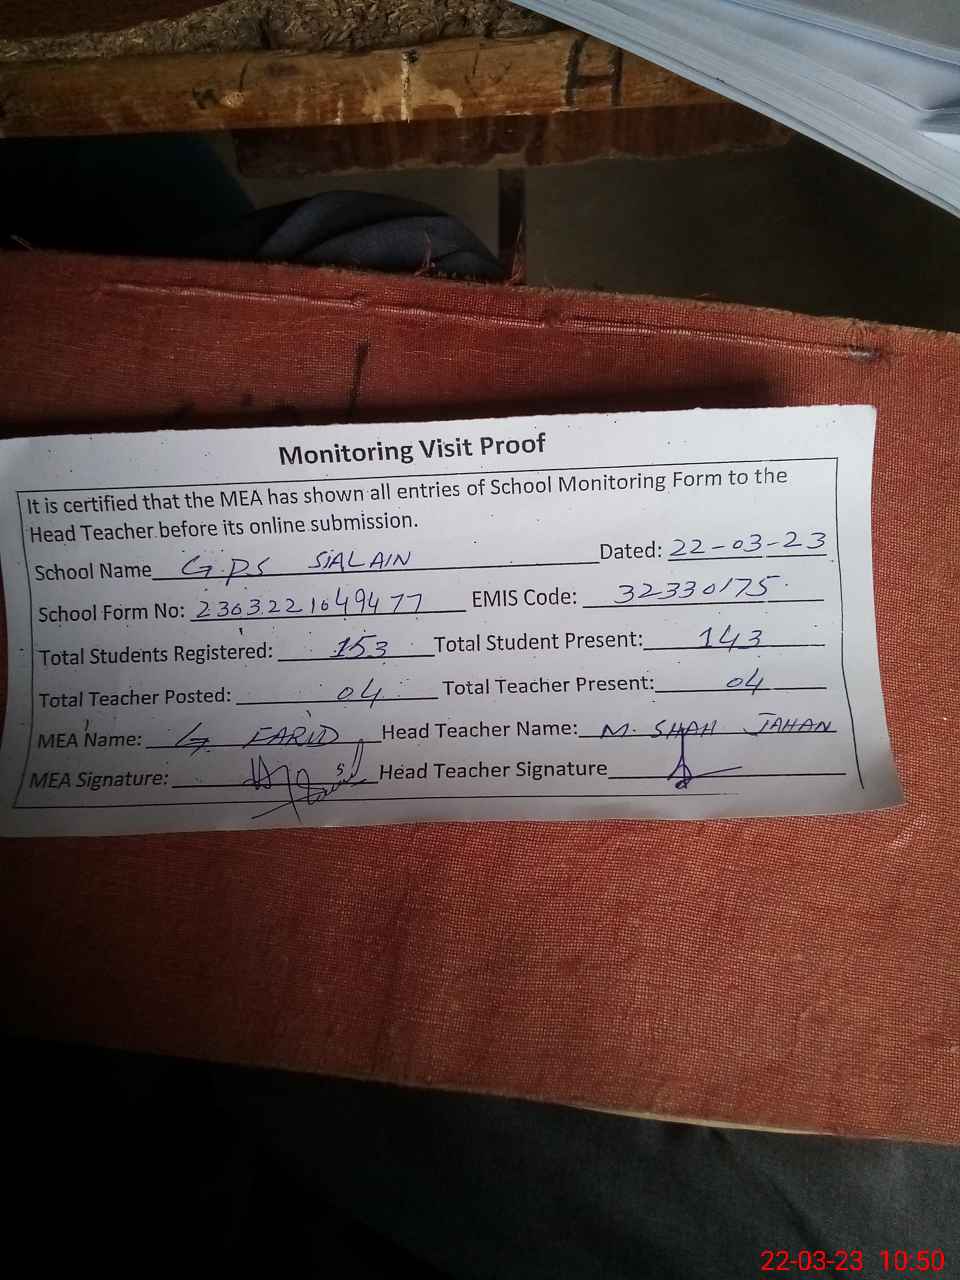 Monitoring Visit Proof
It is certified that the MEA has shown all entries of School Monitoring Form to the
Head Teacher before its online submission.
School Name G.P.S SIALAIN Dated: 22-03-23
School Form No: 2303221049477 EMIS Code: 32330175
Total Students Registered: 153 Total Student Present: 143
Total Teacher Posted: 04 Total Teacher Present: 04
MEA Name: G FARID Head Teacher Name: M. SHAH JAHAN
MEA Signature: Head Teacher Signature
22-03-23 10:50